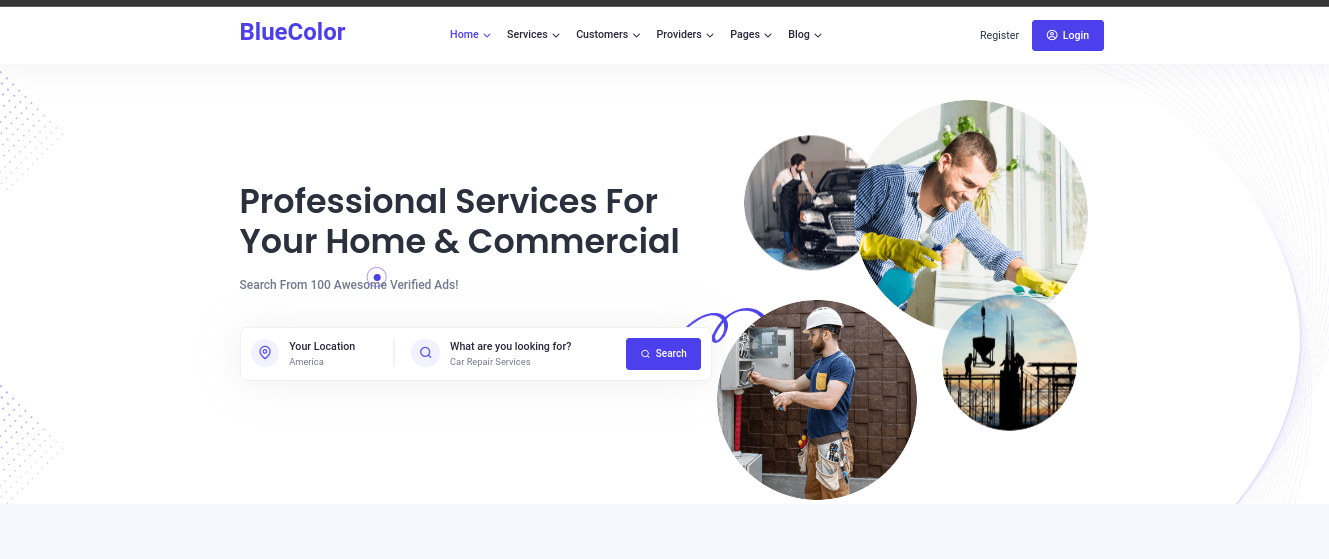 BlueColor
Home Services Customers Providers Pages Blog
Register Login
Professional Services For
Your Home & Commercial
Search From 100 Awesome Verified Ads!
Your Location
America
What are you looking for?
Car Repair Services
Search